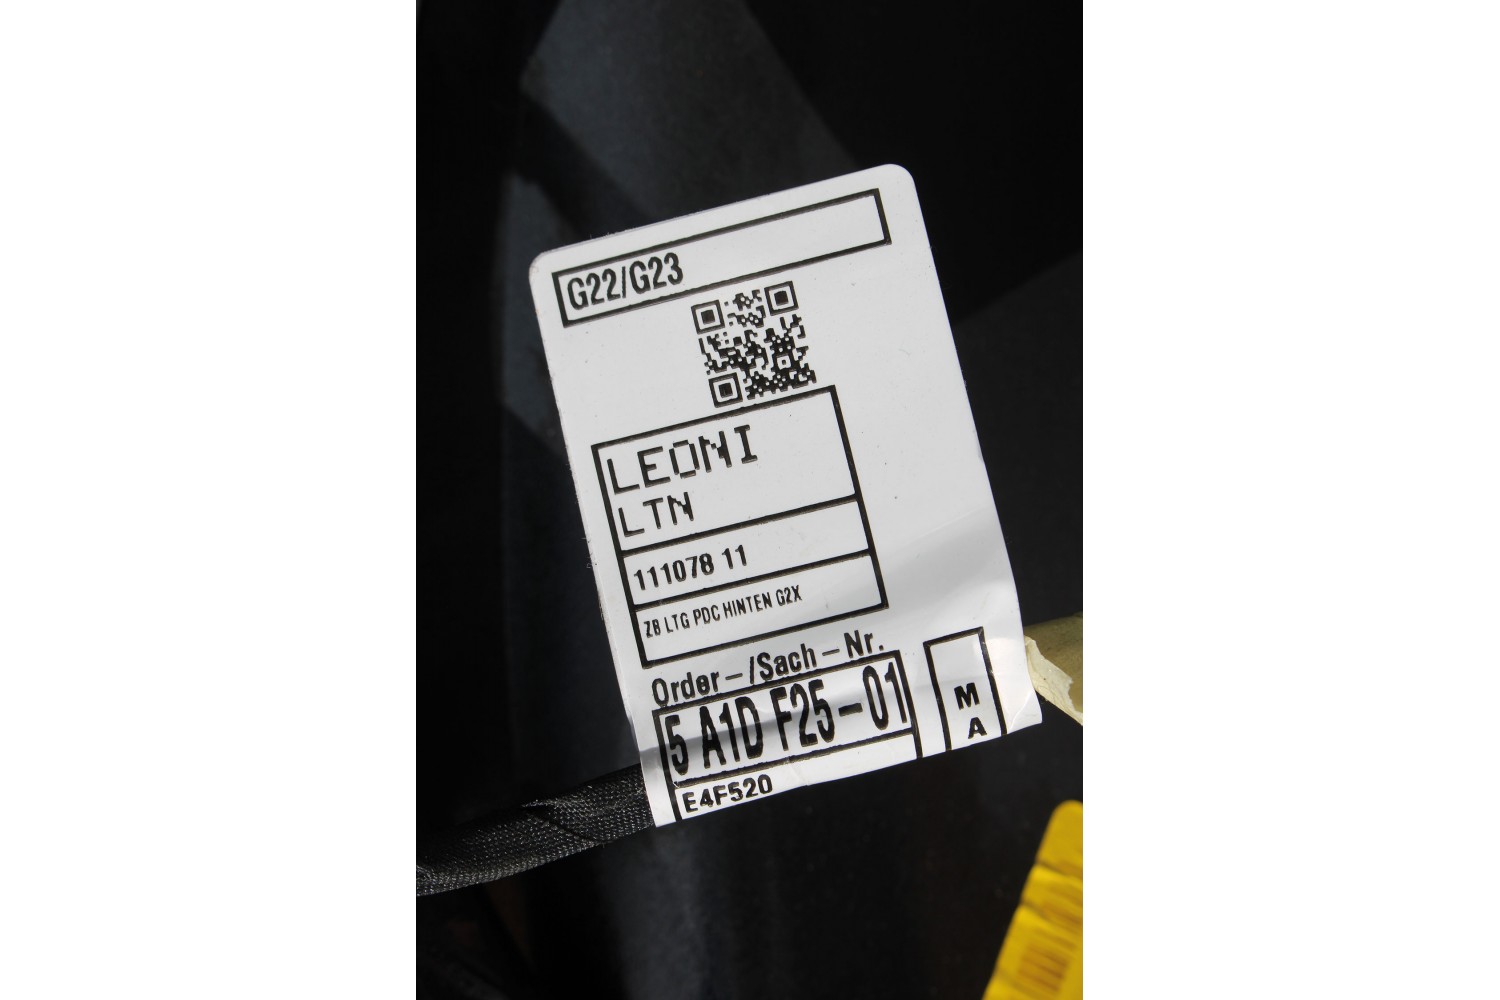 G22/G23
LEONI
LTN
111078 11
ZB LTG PDC HINTEN G2X
Order-/Sach-Nr.
5 A1D F25-01
E4F520
M
A